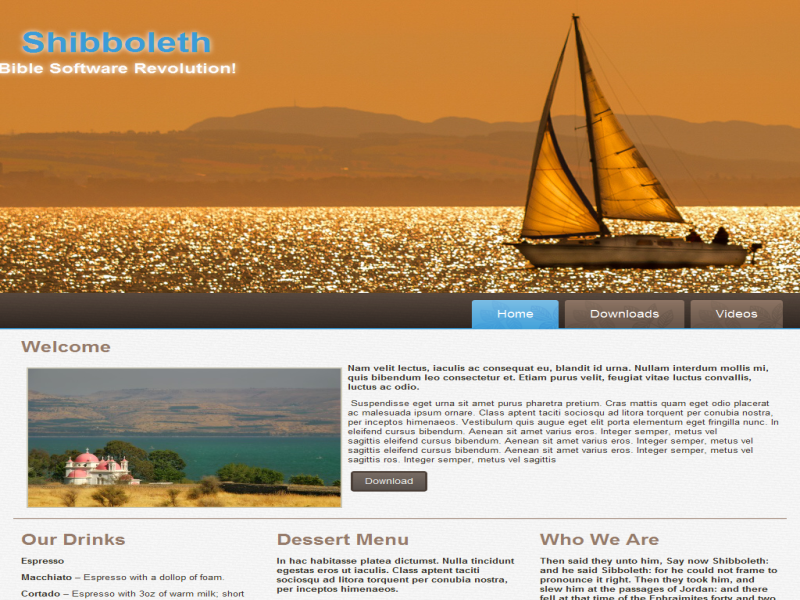 Shibboleth
Bible Software Revolution!
Home
Downloads
Videos
Welcome
Nam velit lectus, iaculis ac consequat eu, blandit id urna. Nullam interdum mollis mi,
quis bibendum leo consectetur et. Etiam purus velit, feugiat vitae luctus convallis,
luctus ac odio.
Suspendisse eget urna sit amet purus pharetra pretium. Cras mattis quam eget odio placerat
ac malesuada ipsum ornare. Class aptent taciti sociosqu ad litora torquent per conubia nostra,
per inceptos himenaeos. Vestibulum quis augue eget elit porta elementum eget fringilla nunc. In
eleifend cursus bibendum. Aenean sit amet varius eros. Integer semper, metus vel
sagittis eleifend cursus bibendum. Aenean sit amet varius eros. Integer semper, metus vel
sagittis eleifend cursus bibendum. Aenean sit amet varius eros. Integer semper, metus vel
sagittis ros. Integer semper, metus vel sagittis
Download
Our Drinks
Espresso
Macchiato – Espresso with a dollop of foam.
Cortado – Espresso with 3oz of warm milk; short
Dessert Menu
In hac habitasse platea dictumst. Nulla tincidunt
egestas eros ut iaculis. Class aptent taciti
sociosqu ad litora torquent per conubia nostra,
per inceptos himenaeos.
Who We Are
Then said they unto him, Say now Shibboleth:
and he said Sibboleth: for he could not frame to
pronounce it right. Then they took him, and
slew him at the passages of Jordan: and there
fell at that time of the Ephraimites forty and two